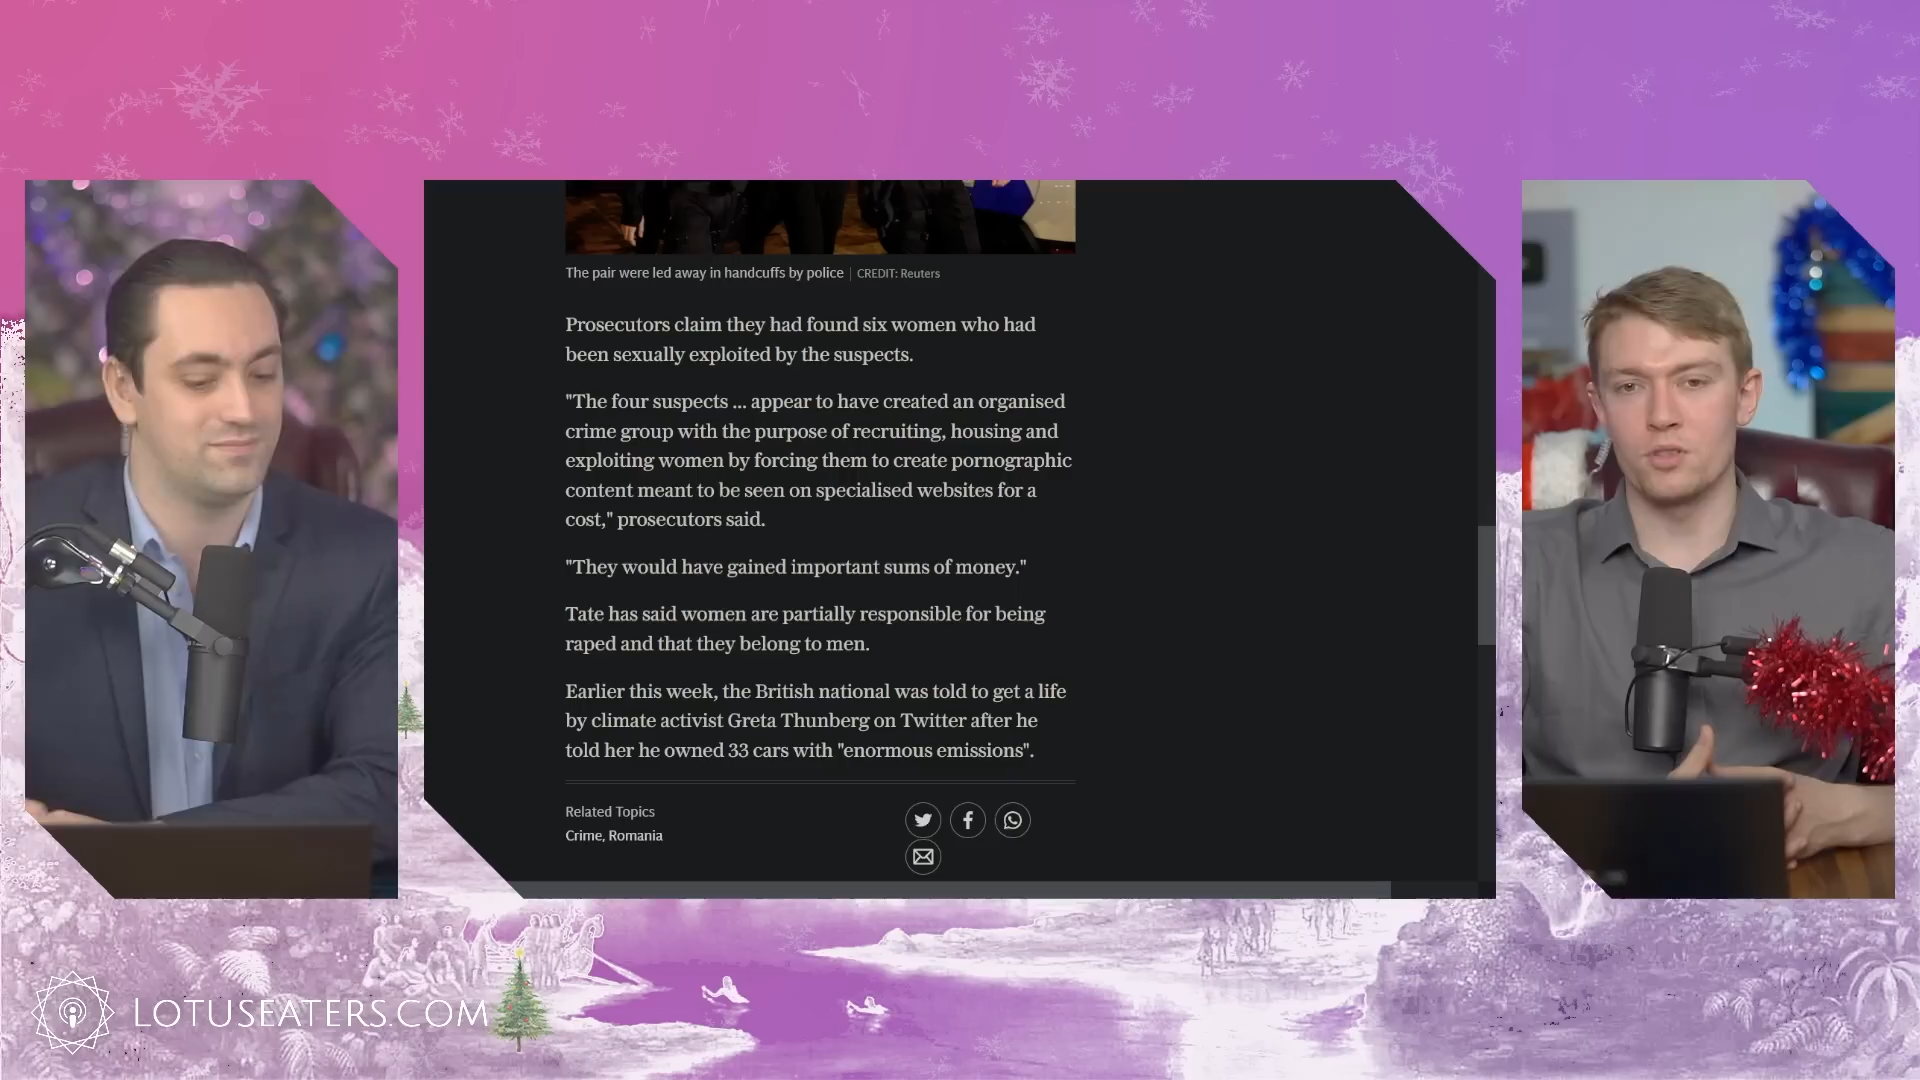 The pair were led away in handcuffs by police | CREDIT: Reuters
Prosecutors claim they had found six women who had
been sexually exploited by the suspects.
"The four suspects ... appear to have created an organised
crime group with the purpose of recruiting, housing and
exploiting women by forcing them to create pornographic
content meant to be seen on specialised websites for a
cost," prosecutors said.
"They would have gained important sums of money."
Tate has said women are partially responsible for being
raped and that they belong to men.
Earlier this week, the British national was told to get a life
by climate activist Greta Thunberg on Twitter after he
told her he owned 33 cars with "enormous emissions".
Related Topics
Crime, Romania
LOTUSEATERS.COM